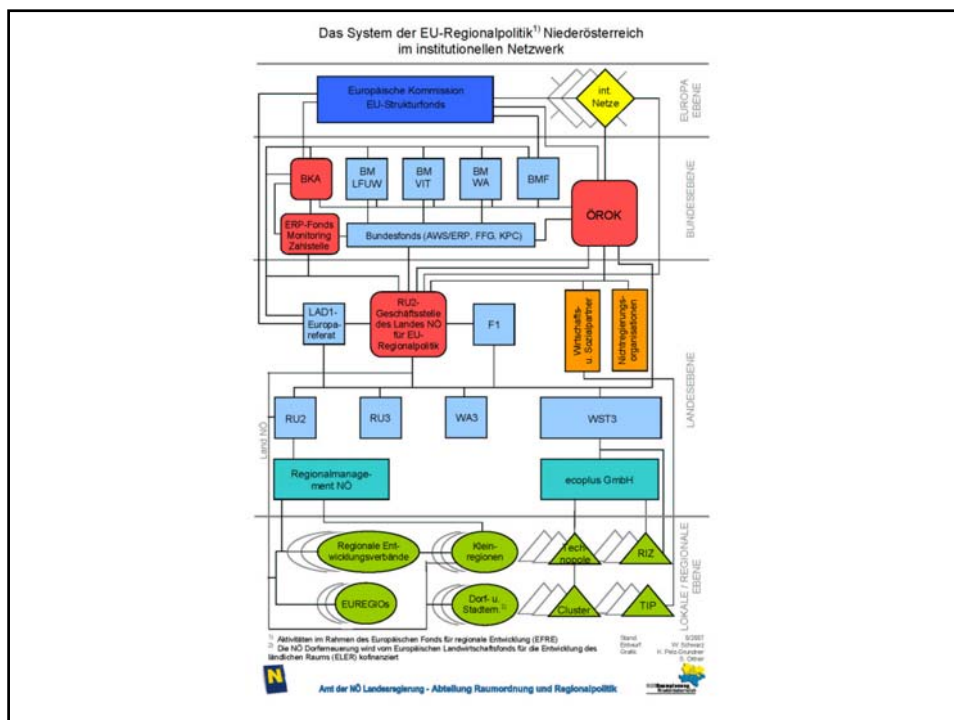 Das System der EU-Regionalpolitik1) Niederösterreich
im institutionellen Netzwerk
Europäische Kommission
EU-Strukturfonds
int.
Netze
EUROPA
EBENE
BKA
BM
LFUW
BM
VIT
BM
WA
BMF
ÖROK
ERP-Fonds
Monitoring
Zahlstelle
Bundesfonds (AWS/ERP, FFG, KPC)
BUNDESEBENE
LAD1-
Europa-
referat
RU2-
Geschäftsstelle
des Landes NÖ
für EU-
Regionalpolitik
F1
Wirtschafts-
u. Sozialpartner
Nichtregierungs-
organisationen
LANDESEBENE
Land NÖ
RU2
RU3
WA3
WST3
Regionalmanage-
ment NÖ
ecoplus GmbH
Regionale Ent-
wicklungsverbände
Klein-
regionen
Tech-
nopole
RIZ
EUREGIOs
Dorf- u.
Stadtern.2)
Cluster
TIP
LOKALE / REGIONALE
EBENE
1) Aktivitäten im Rahmen des Europäischen Fonds für regionale Entwicklung (EFRE)
2) Die NÖ Dorferneuerung wird vom Europäischen Landwirtschaftsfonds für die Entwicklung des
ländlichen Raums (ELER) kofinanziert
Stand:
Entwurf: W. Schwarz
Grafik:
N
Amt der NÖ Landesregierung - Abteilung Raumordnung und Regionalpolitik